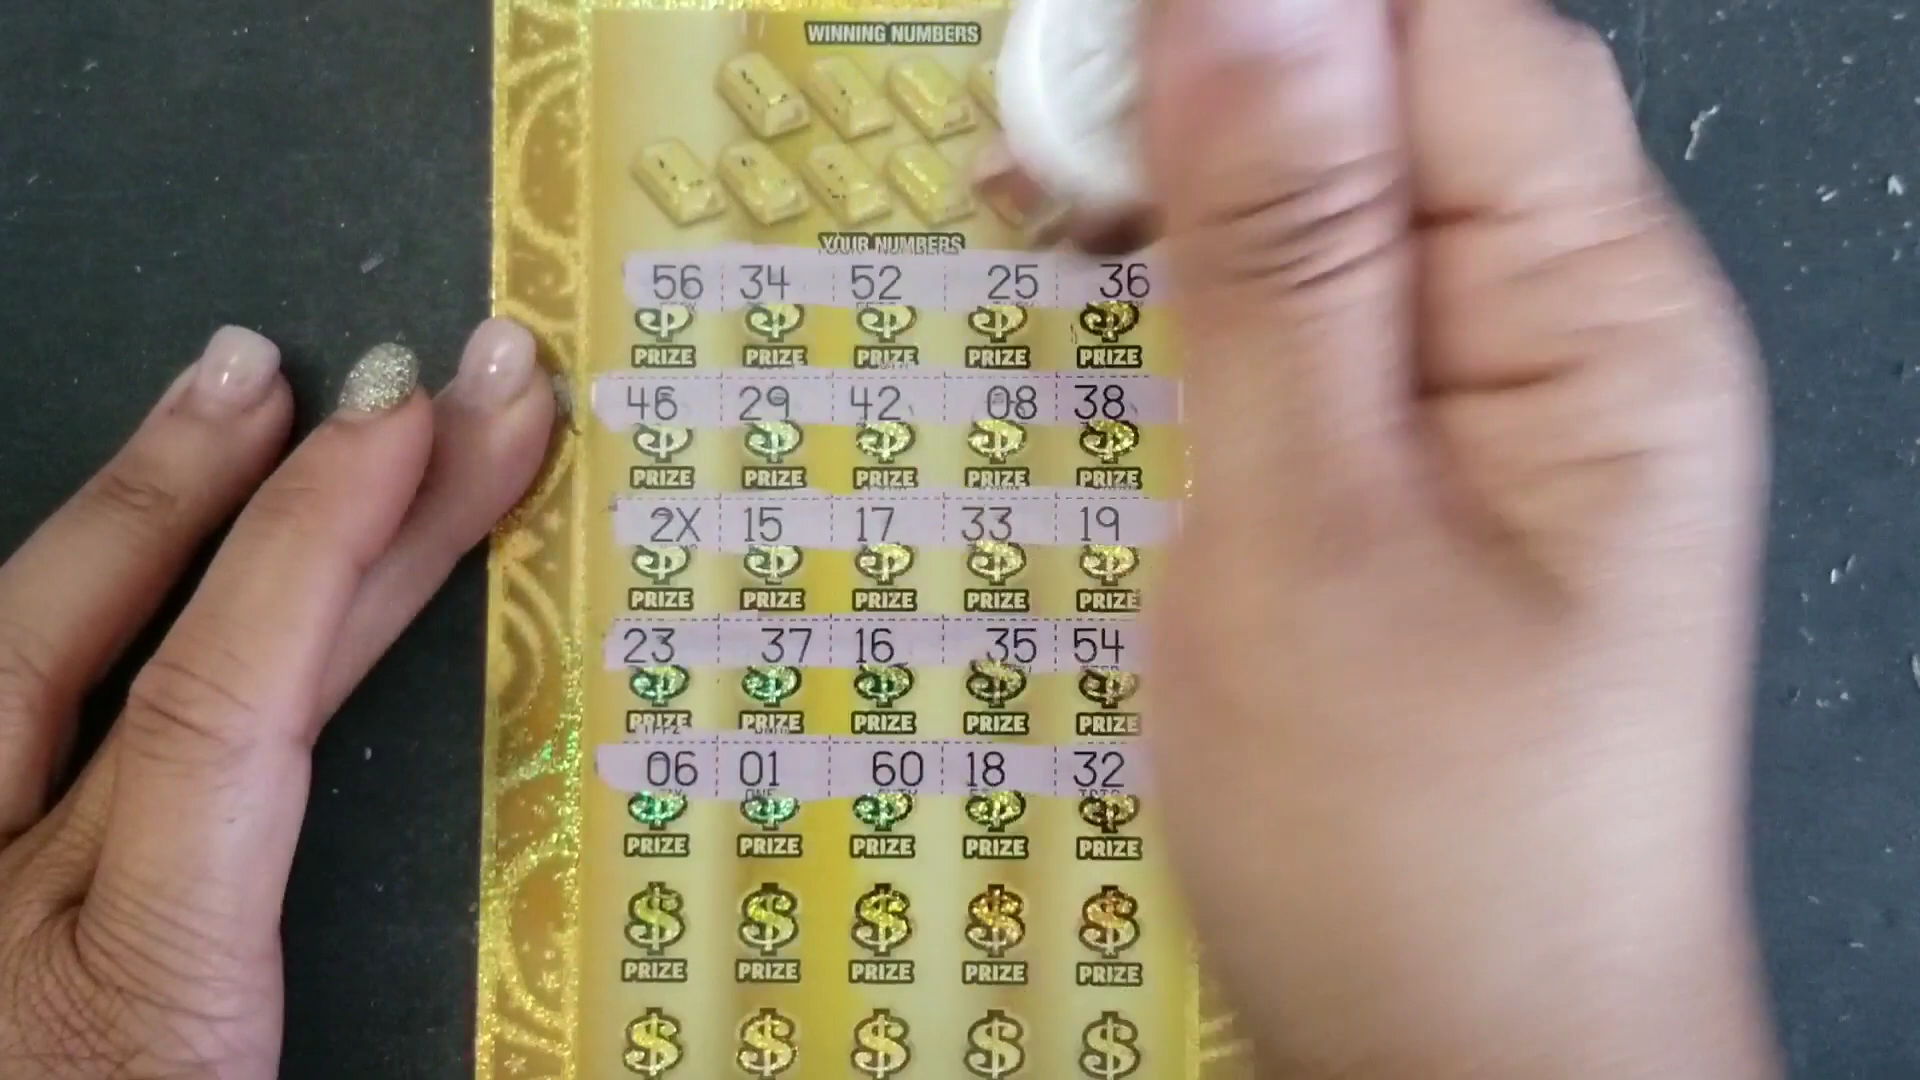 WINNING NUMBERS
YOUR NUMBERS
56 34 52 25 36
PRIZE PRIZE PRIZE PRIZE PRIZE
46 29 42 08 38
PRIZE PRIZE PRIZE PRIZE PRIZE
2X 15 17 33 19
PRIZE PRIZE PRIZE PRIZE PRIZE
23 37 16 35 54
PRIZE PRIZE PRIZE PRIZE PRIZE
06 01 60 18 32
PRIZE PRIZE PRIZE PRIZE PRIZE
$ $ $ $ $
PRIZE PRIZE PRIZE PRIZE PRIZE
$ $ $ $ $